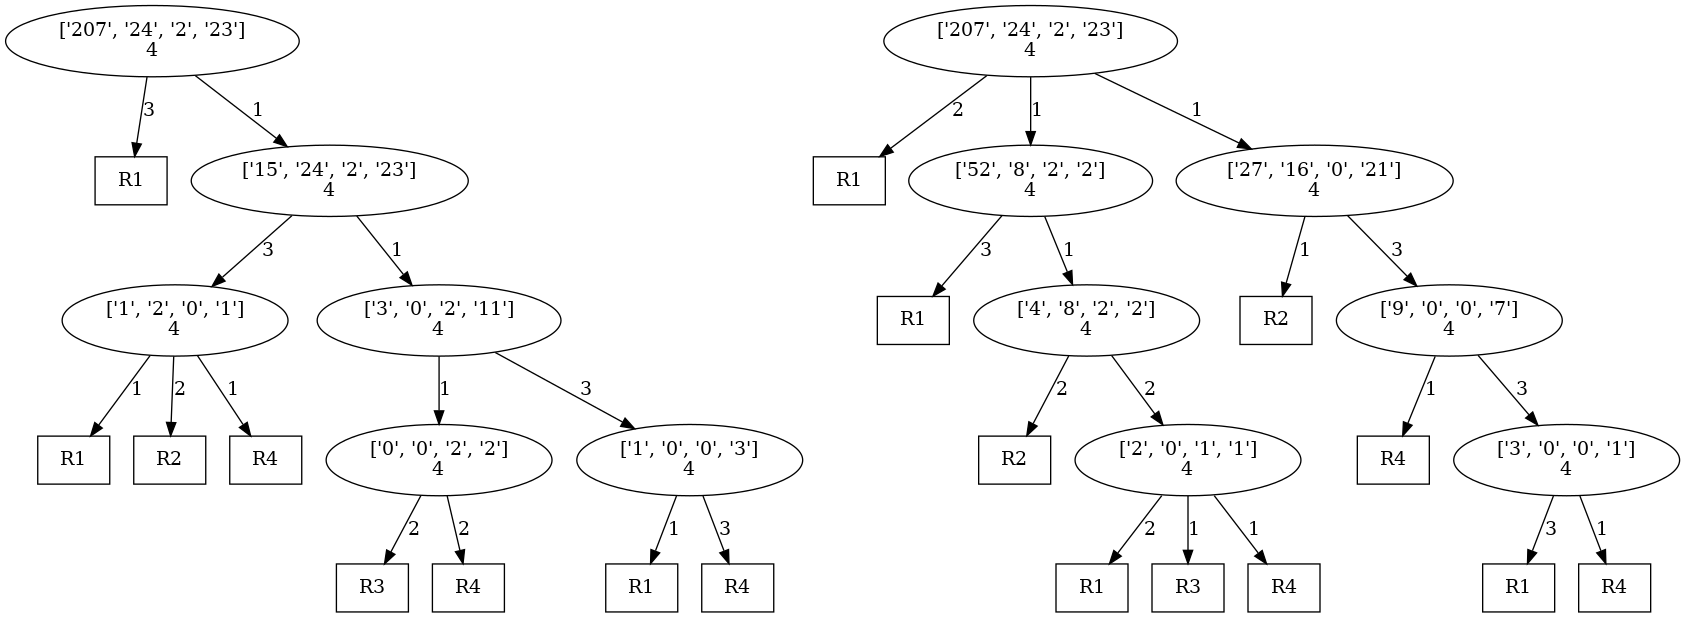 ['207', '24', '2', '23']
4
['207', '24', '2', '23']
4
3
1
2
1
1
R1
['15', '24', '2', '23']
4
R1
['52', '8', '2', '2']
4
['27', '16', '0', '21']
4
3
1
3
1
1
3
['1', '2', '0', '1']
4
['3', '0', '2', '11']
4
R1
['4', '8', '2', '2']
4
R2
['9', '0', '0', '7']
4
1
2
1
1
3
2
2
1
3
R1
R2
R4
['0', '0', '2', '2']
4
['1', '0', '0', '3']
4
R2
['2', '0', '1', '1']
4
R4
['3', '0', '0', '1']
4
2
2
1
3
2
1
1
3
1
R3
R4
R1
R4
R1
R3
R4
R1
R4